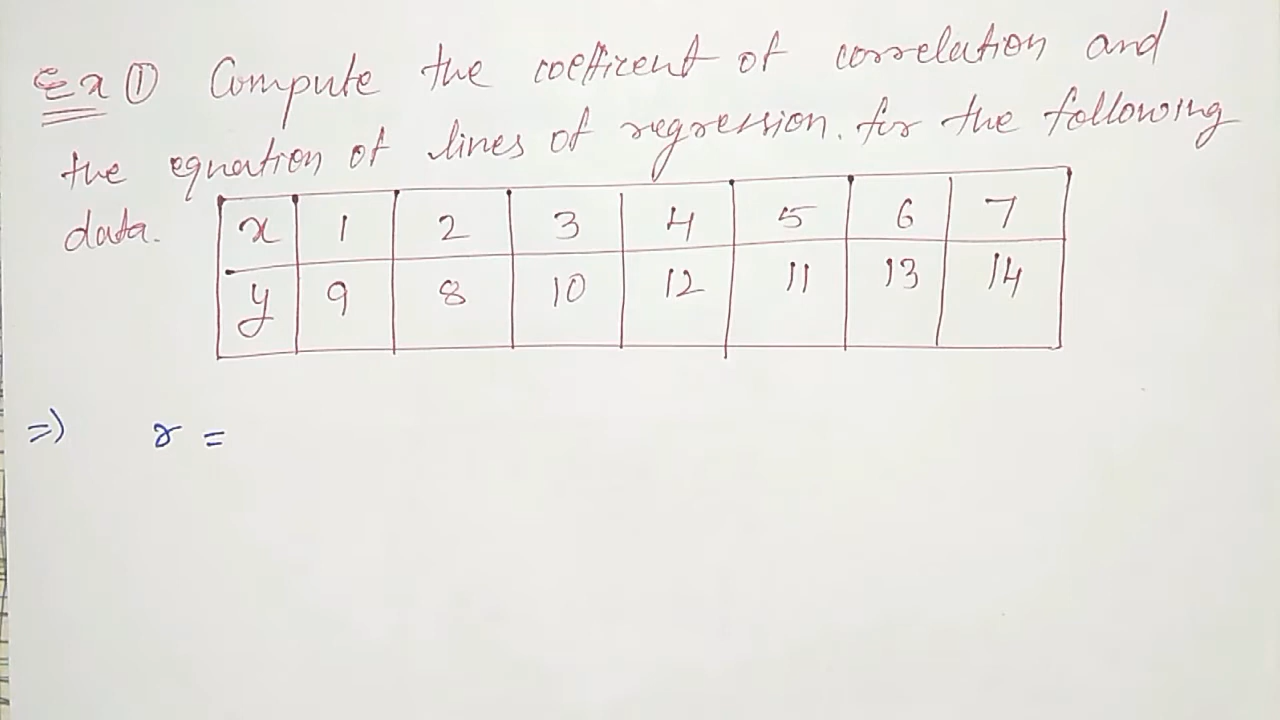 Ex ① Compute the coefficent of correlation and
the equation of lines of regression. for the following
data.
x 1 2 3 4 5 6 7
y 9 8 10 12 11 13 14
=> r =